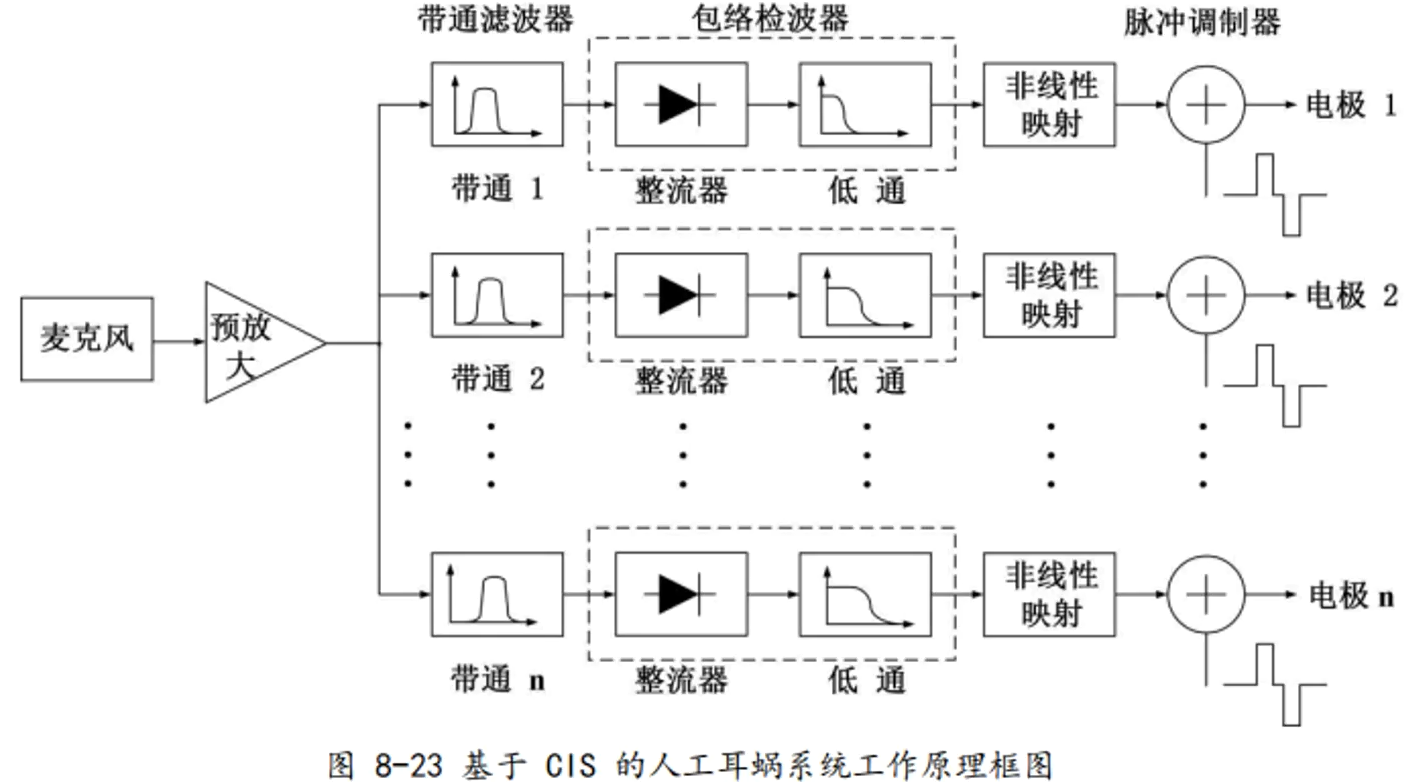 带通滤波器 包络检波器 脉冲调制器
非线性
映射
电极 1
带通 1 整流器 低 通
麦克风
预放
大
非线性
映射
电极 2
带通 2 整流器 低 通
非线性
映射
电极 n
带通 n 整流器 低 通
图 8-23 基于 CIS 的人工耳蜗系统工作原理框图